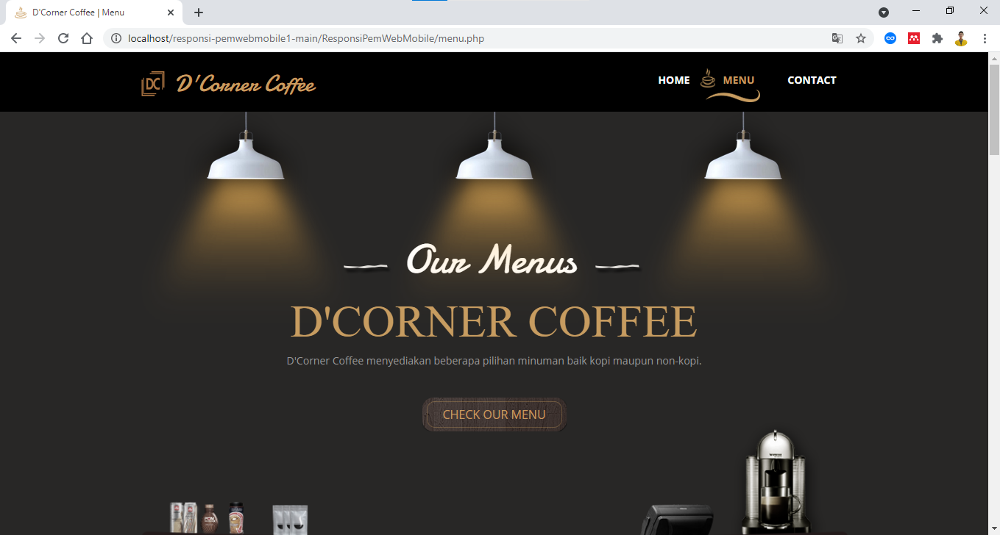 D'Corner Coffee | Menu
localhost/responsi-pemwebmobile1-main/ResponsiPemWebMobile/menu.php
DC D'Corner Coffee HOME MENU CONTACT
Our Menus
D'CORNER COFFEE
D'Corner Coffee menyediakan beberapa pilihan minuman baik kopi maupun non-kopi.
CHECK OUR MENU